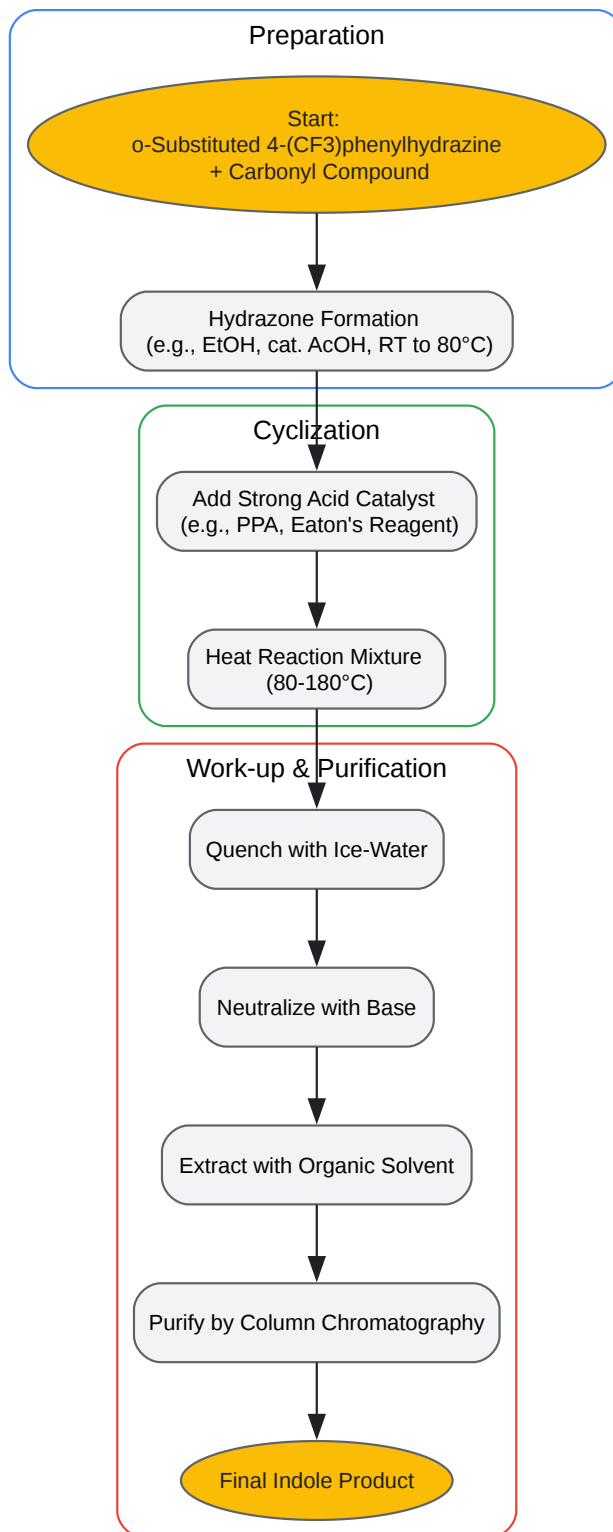 Preparation
Start:
o-Substituted 4-(CF3)phenylhydrazine
+ Carbonyl Compound
Hydrazone Formation
(e.g., EtOH, cat. AcOH, RT to 80°C)
Cyclization
Add Strong Acid Catalyst
(e.g., PPA, Eaton's Reagent)
Heat Reaction Mixture
(80-180°C)
Work-up & Purification
Quench with Ice-Water
Neutralize with Base
Extract with Organic Solvent
Purify by Column Chromatography
Final Indole Product